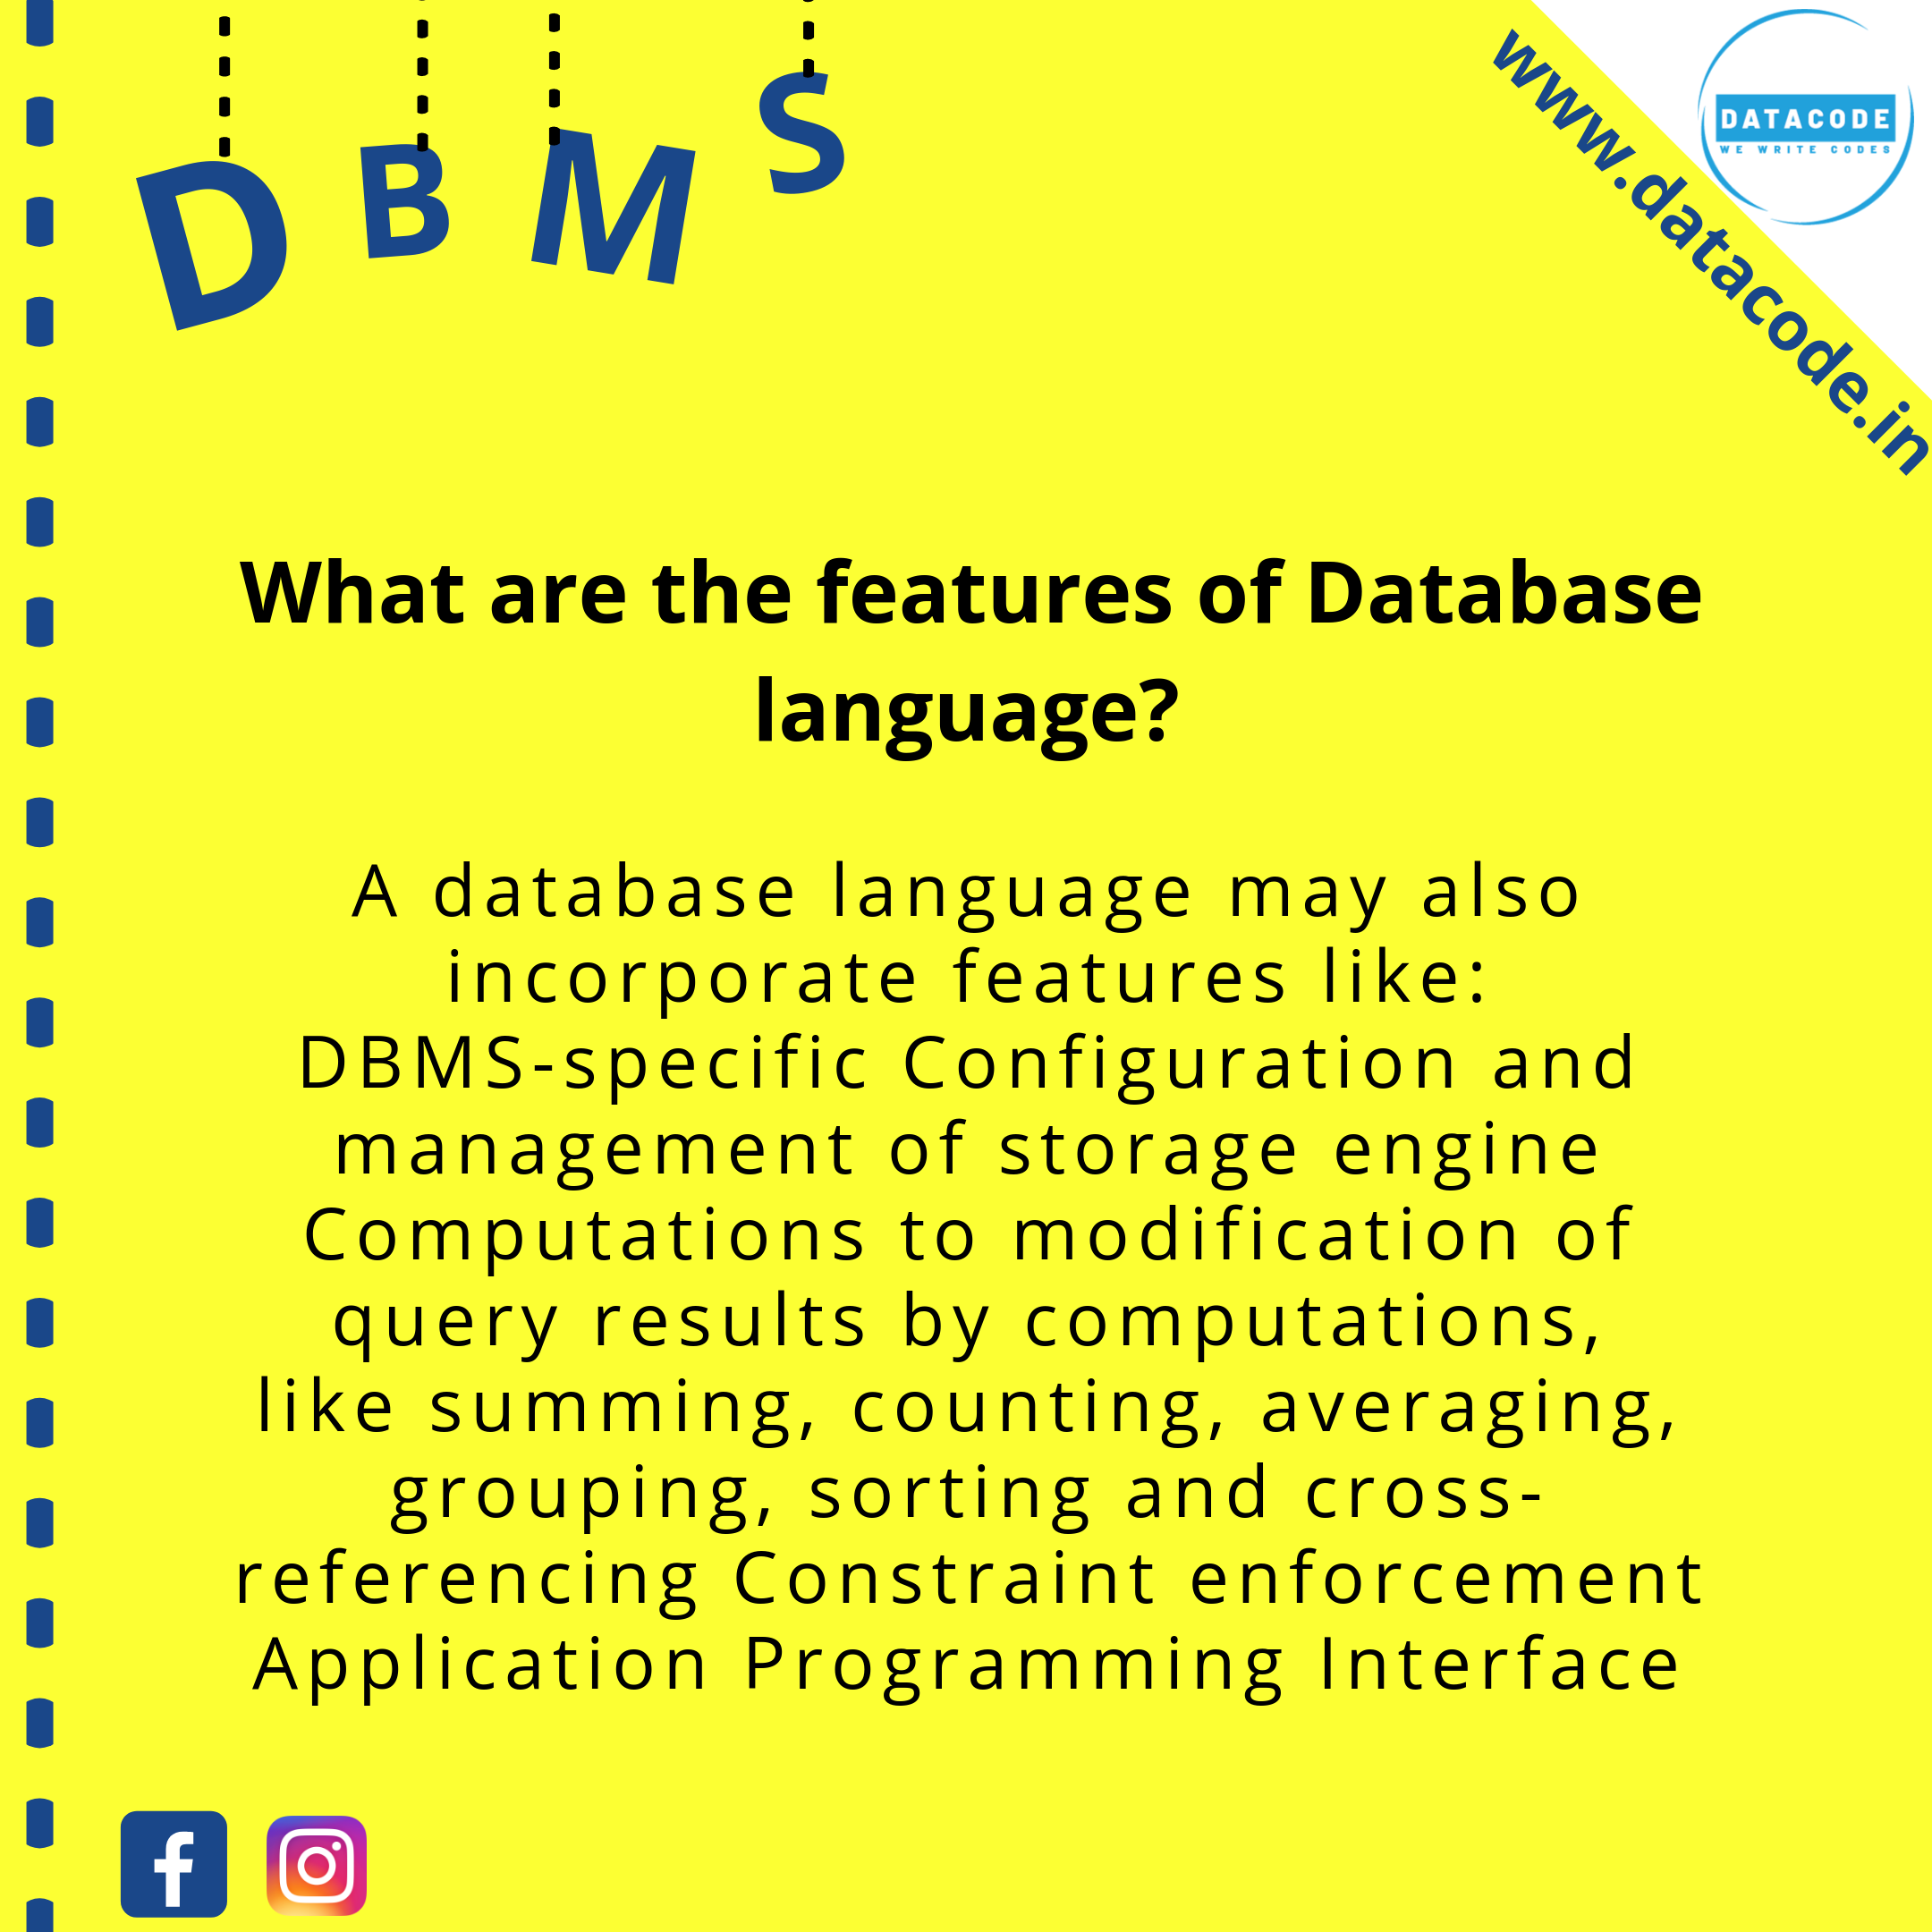 D B M S
www.datacode.in
DATACODE
WE WRITE CODES
What are the features of Database
language?
A database language may also
incorporate features like:
DBMS-specific Configuration and
management of storage engine
Computations to modification of
query results by computations,
like summing, counting, averaging,
grouping, sorting and cross-
referencing Constraint enforcement
Application Programming Interface